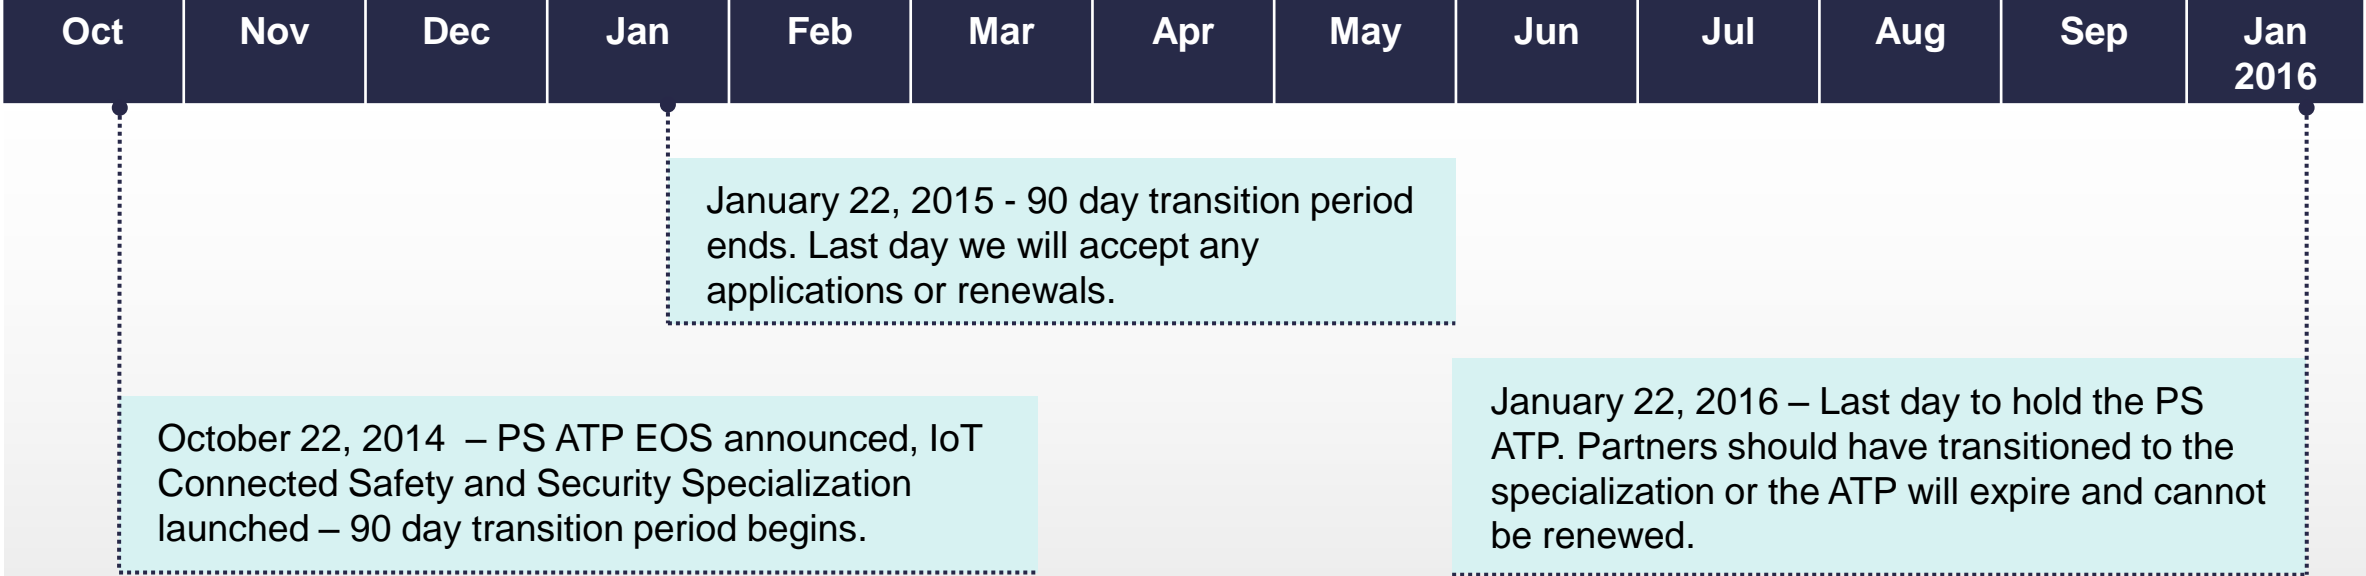 Oct Nov Dec Jan Feb Mar Apr May Jun Jul Aug Sep Jan
2016
January 22, 2015 - 90 day transition period
ends. Last day we will accept any
applications or renewals.
October 22, 2014 – PS ATP EOS announced, IoT
Connected Safety and Security Specialization
launched – 90 day transition period begins.
January 22, 2016 – Last day to hold the PS
ATP. Partners should have transitioned to the
specialization or the ATP will expire and cannot
be renewed.